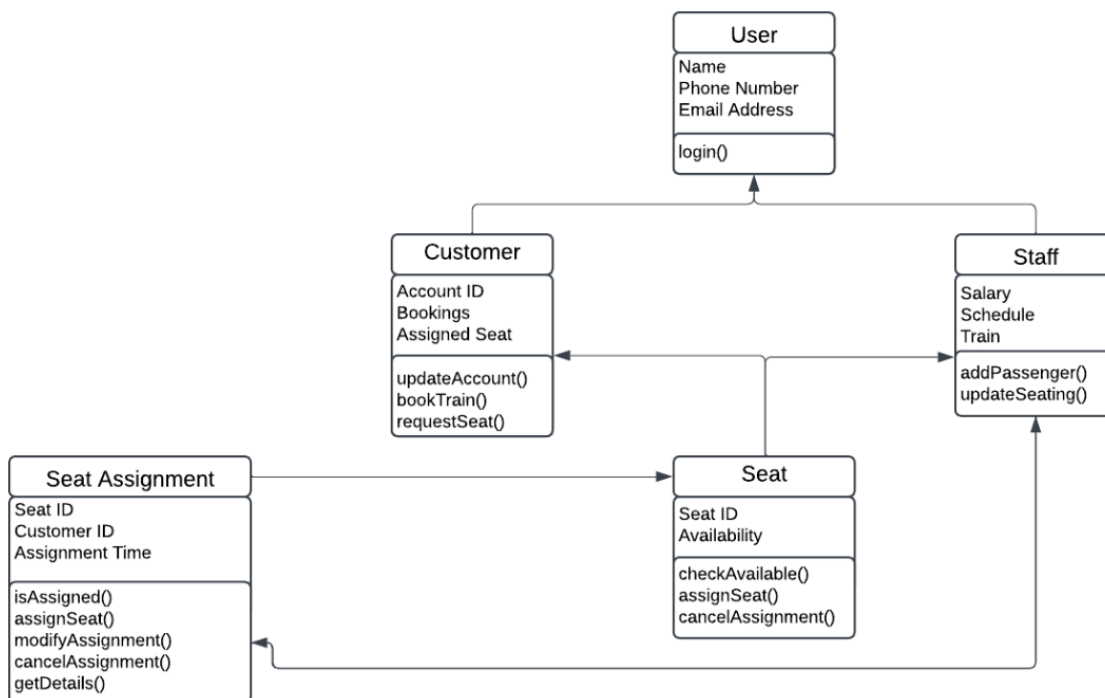 User
Name
Phone Number
Email Address
login()
Customer
Account ID
Bookings
Assigned Seat
updateAccount()
bookTrain()
requestSeat()
Staff
Salary
Schedule
Train
addPassenger()
updateSeating()
Seat Assignment
Seat ID
Customer ID
Assignment Time
isAssigned()
assignSeat()
modifyAssignment()
cancelAssignment()
getDetails()
Seat
Seat ID
Availability
checkAvailable()
assignSeat()
cancelAssignment()